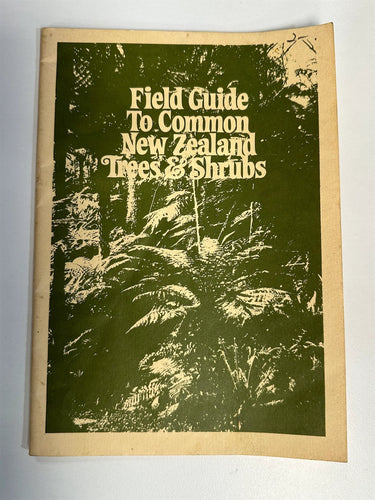 Field Guide
To Common
New Zealand
Trees & Shrubs